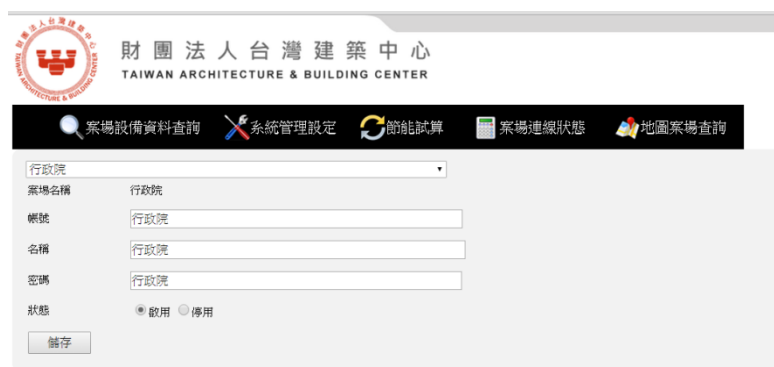 財團法人台灣建築中心
TAIWAN ARCHITECTURE & BUILDING CENTER
案場設備資料查詢 系統管理設定 節能試算 案場連線狀態 地圖案場查詢
行政院
案場名稱 行政院
帳號 行政院
名稱 行政院
密碼 行政院
狀態 啟用 停用
儲存